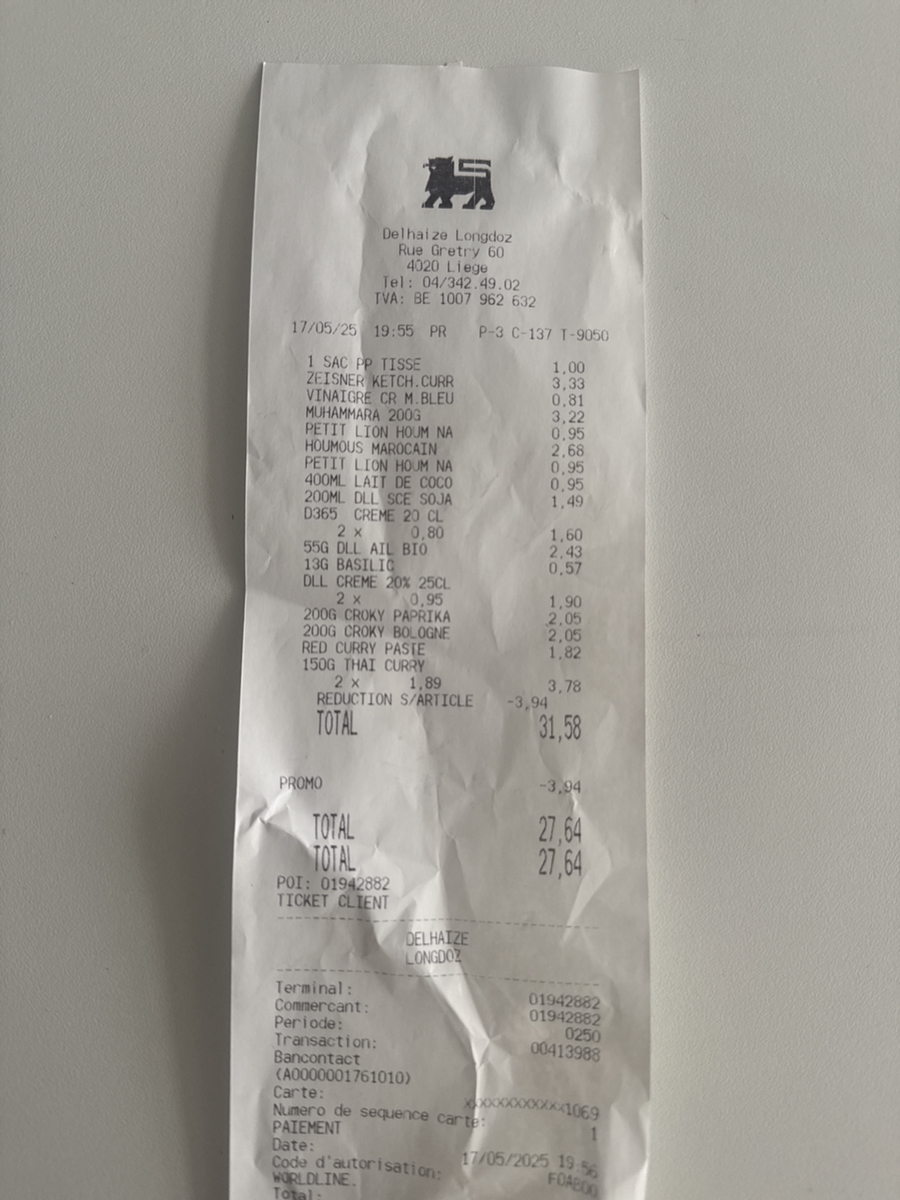 Delhaize Longdoz
Rue Gretry 60
4020 Liege
Tel: 04/342.49.02
TVA: BE 1007 962 632
17/05/25 19:55 PR P-3 C-137 T-9050
1 SAC PP TISSE 1,00
ZEISNER KETCH.CURR 3,33
VINAIGRE CR M.BLEU 0,81
MUHAMMARA 200G 3,22
PETIT LION HOUM NA 0,95
HOUMOUS MAROCAIN 2,68
PETIT LION HOUM NA 0,95
400ML LAIT DE COCO 0,95
200ML DLL SCE SOJA 1,49
D365 CREME 20 CL
2 x 0,80 1,60
55G DLL AIL BIO 2,43
13G BASILIC 0,57
DLL CREME 20% 25CL
2 x 0,95 1,90
200G CROKY PAPRIKA 2,05
200G CROKY BOLOGNE 2,05
RED CURRY PASTE 1,82
150G THAI CURRY
2 x 1,89 3,78
REDUCTION S/ARTICLE -3,94
TOTAL 31,58
PROMO -3,94
TOTAL 27,64
TOTAL 27,64
POI: 01942882
TICKET CLIENT
DELHAIZE
LONGDOZ
Terminal: 01942882
Commercant: 01942882
Periode: 0250
Transaction: 00413988
Bancontact
(A0000001761010)
Carte: xxxxxxxxxxxx1069
Numero de sequence carte: 1
PAIEMENT
Date: 17/05/2025 19 56
Code d'autorisation:
WORLDLINE.
Total: